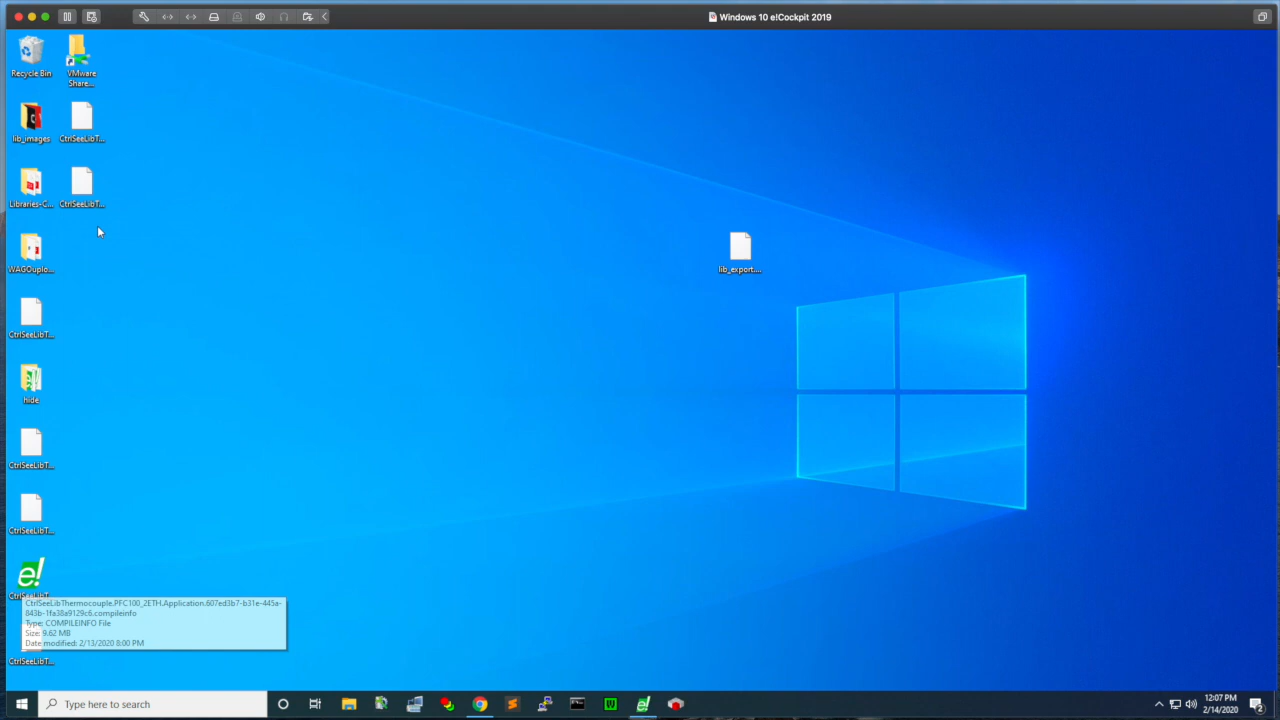 Windows 10 e!Cockpit 2019
Recycle Bin
VMware
Share...
lib_images
CtrlSeeLibT...
Libraries-C...
CtrlSeeLibT...
WAGOuplo...
lib_export....
CtrlSeeLibT...
hide
CtrlSeeLibT...
CtrlSeeLibT...
e!
CtrlSeeLibT...
CtrlSeeLibThermocouple.PFC100_2ETH.Application.607ed3b7-b31e-445a-
843b-1fa38a9129c6.compileinfo
Type: COMPILEINFO File
Size: 9.62 MB
Date modified: 2/13/2020 8:00 PM
CtrlSeeLibT...
Type here to search
W
e!
12:07 PM
2/14/2020
2